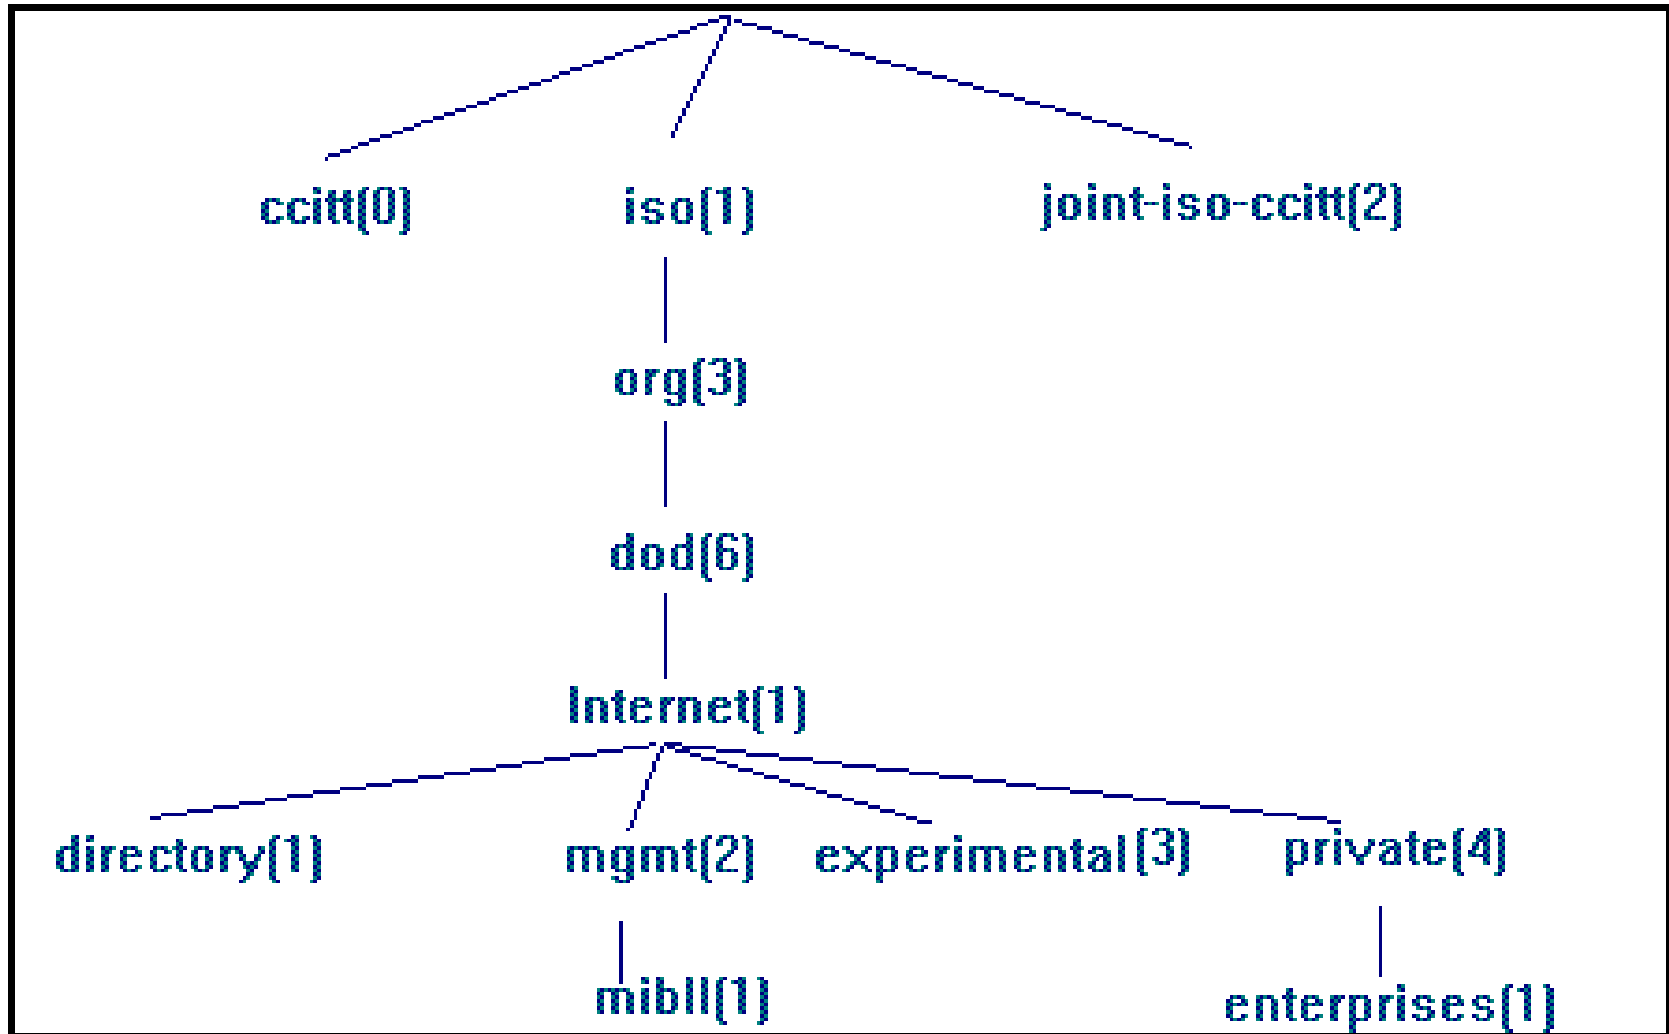 ccitt(0) iso(1) joint-iso-ccitt(2)
org(3)
dod(6)
Internet(1)
directory(1) mgmt(2) experimental(3) private(4)
mibII(1) enterprises(1)